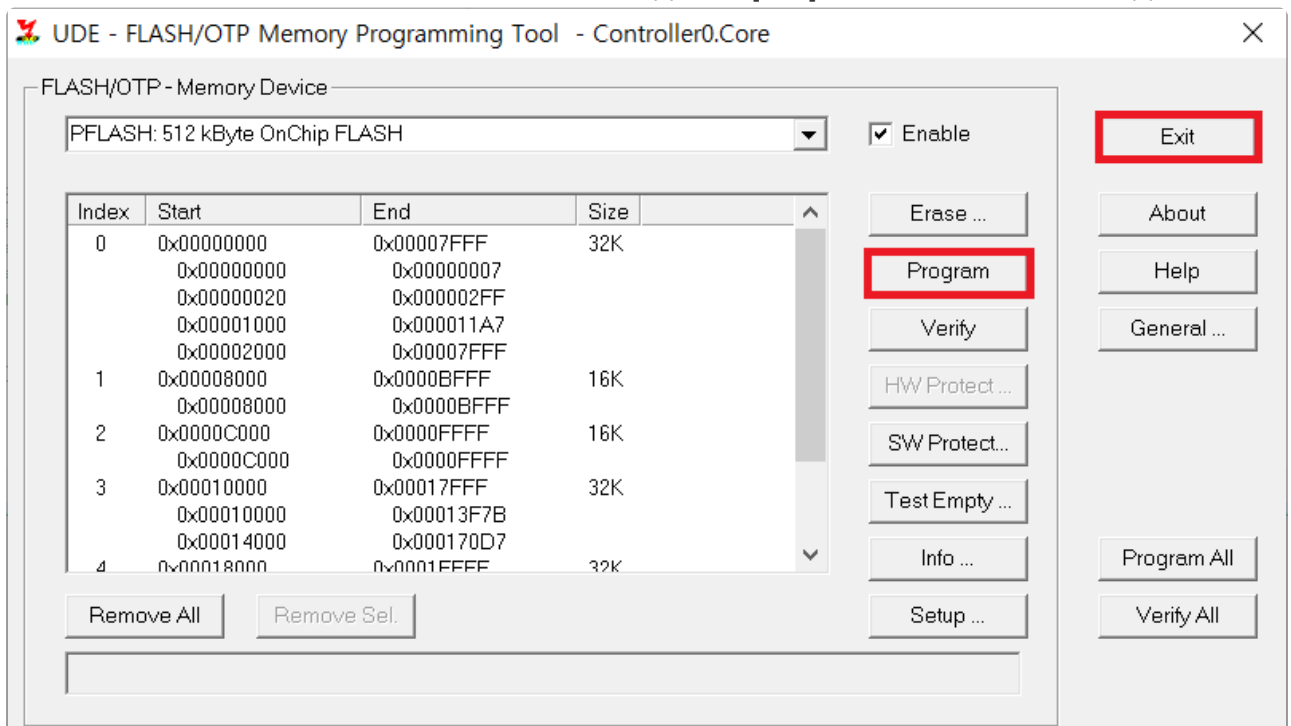 UDE - FLASH/OTP Memory Programming Tool - Controller0.Core
FLASH/OTP - Memory Device
PFLASH: 512 kByte OnChip FLASH
Enable
Exit
Index Start End Size
0 0x00000000 0x00007FFF 32K
0x00000000 0x00000007
0x00000020 0x000002FF
0x00001000 0x000011A7
0x00002000 0x00007FFF
1 0x00008000 0x0000BFFF 16K
0x00008000 0x0000BFFF
2 0x0000C000 0x0000FFFF 16K
0x0000C000 0x0000FFFF
3 0x00010000 0x00017FFF 32K
0x00010000 0x00013F7B
0x00014000 0x000170D7
4 0x00018000 0x0001FFFF 32K
Erase ...
Program
Verify
HW Protect ...
SW Protect...
Test Empty ...
Info ...
Setup ...
About
Help
General ...
Program All
Verify All
Remove All
Remove Sel.